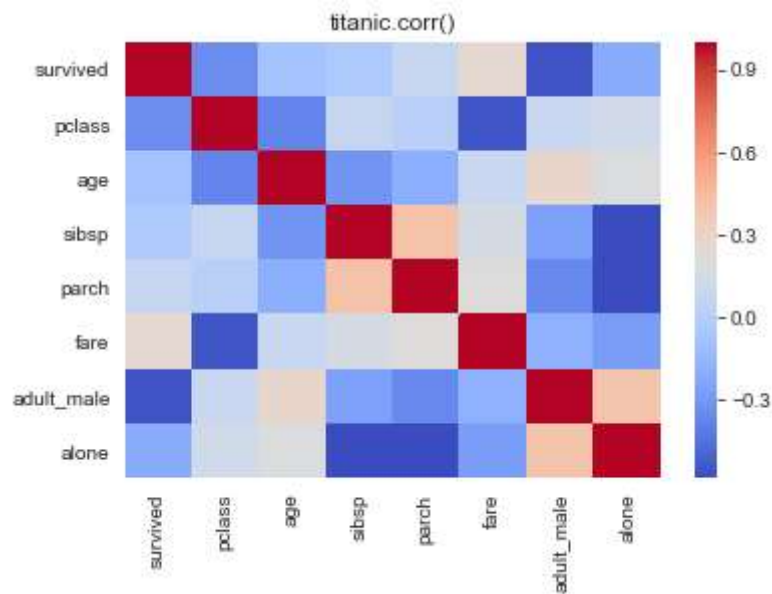 titanic.corr()
survived
pclass
age
sibsp
parch
fare
adult_male
alone
survived
pclass
age
sibsp
parch
fare
adult_male
alone
0.9
0.6
0.3
0.0
−0.3